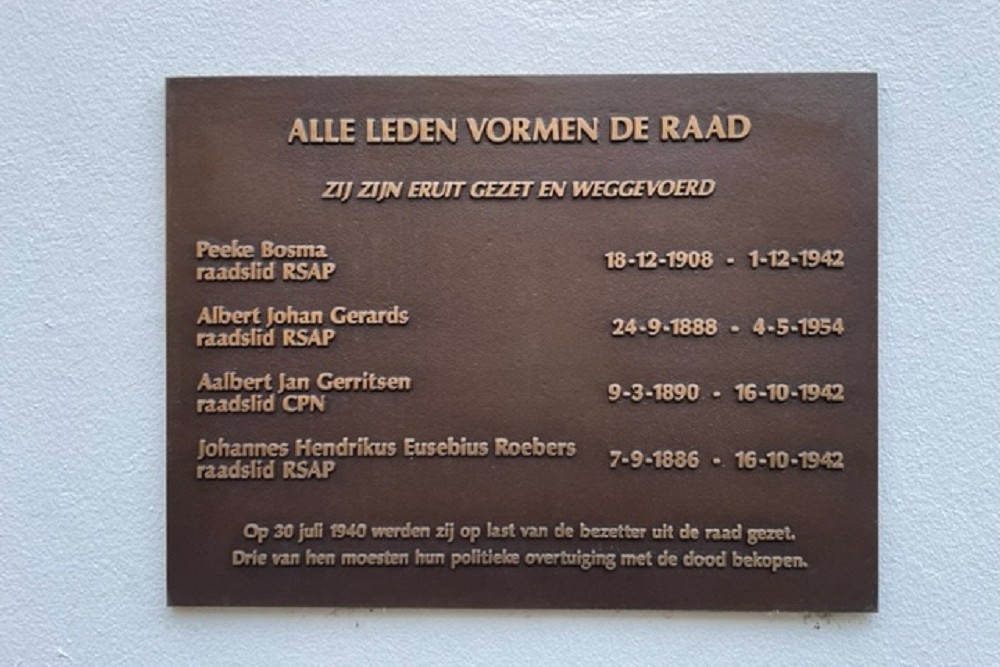 ALLE LEDEN VORMEN DE RAAD
ZIJ ZIJN ERUIT GEZET EN WEGGEVOERD
Peeke Bosma
raadslid RSAP
18-12-1908 - 1-12-1942
Albert Johan Gerards
raadslid RSAP
24-9-1888 - 4-5-1954
Aalbert Jan Gerritsen
raadslid CPN
9-3-1890 - 16-10-1942
Johannes Hendrikus Eusebius Roebers
raadslid RSAP
7-9-1886 - 16-10-1942
Op 30 juli 1940 werden zij op last van de bezetter uit de raad gezet.
Drie van hen moesten hun politieke overtuiging met de dood bekopen.